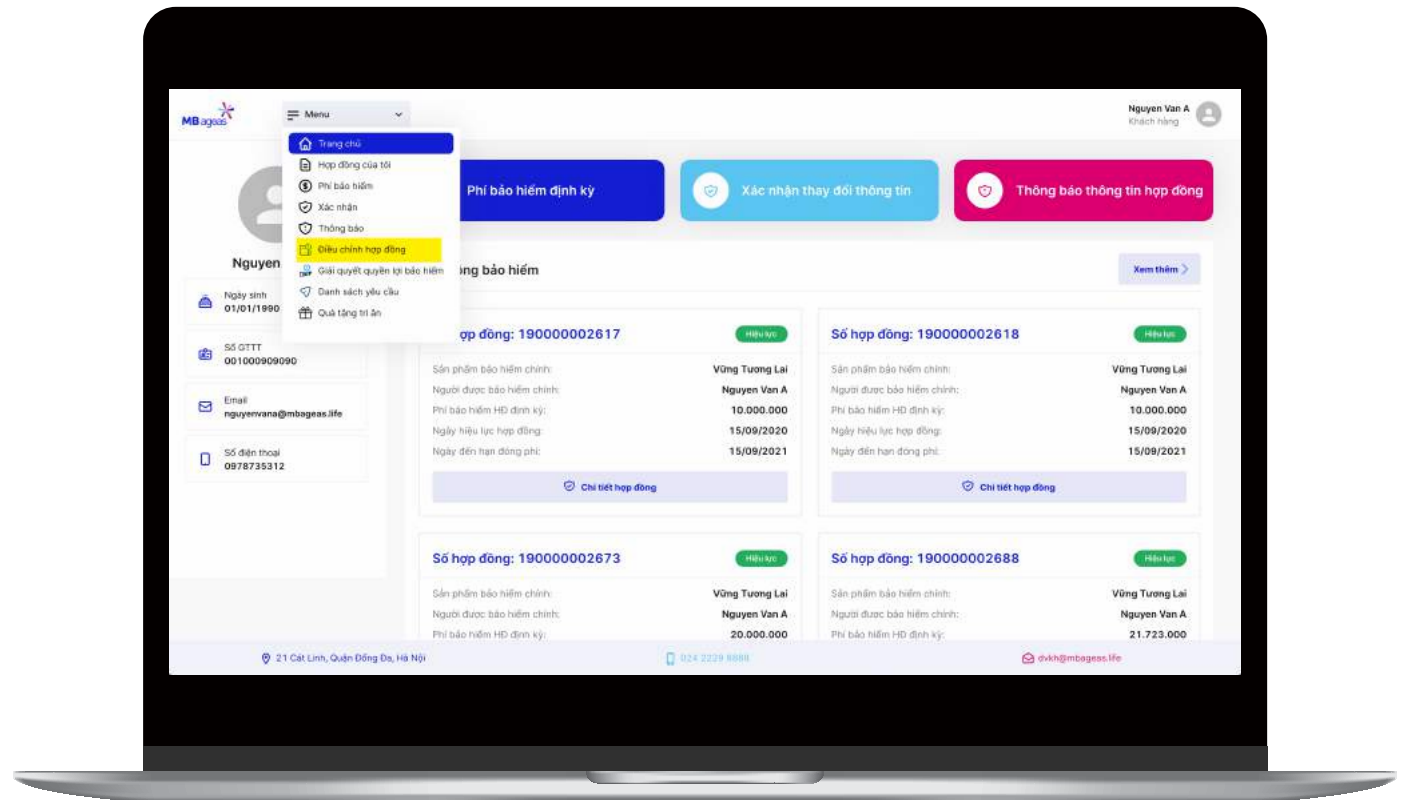 MB ageas
Menu
Nguyen Van A
Khách hàng
Trang chủ
Hợp đồng của tôi
Phí bảo hiểm
Xác nhận
Thông báo
Điều chỉnh hợp đồng
Giải quyết quyền lợi bảo hiểm
Danh sách yêu cầu
Quà tặng tri ân
Phí bảo hiểm định kỳ
Xác nhận thay đổi thông tin
Thông báo thông tin hợp đồng
Nguyen
Ngày sinh
01/01/1990
Số GTTT
001000909090
Email
nguyenvana@mbageas.life
Số điện thoại
0978735312
bảo hiểm
Xem thêm
đồng: 190000002617
Hiệu lực
Sản phẩm bảo hiểm chính: Vững Tương Lai
Người được bảo hiểm chính: Nguyen Van A
Phí bảo hiểm HĐ định kỳ: 10.000.000
Ngày hiệu lực hợp đồng: 15/09/2020
Ngày đến hạn đóng phí: 15/09/2021
Chi tiết hợp đồng
Số hợp đồng: 190000002618
Hiệu lực
Sản phẩm bảo hiểm chính: Vững Tương Lai
Người được bảo hiểm chính: Nguyen Van A
Phí bảo hiểm HĐ định kỳ: 10.000.000
Ngày hiệu lực hợp đồng: 15/09/2020
Ngày đến hạn đóng phí: 15/09/2021
Chi tiết hợp đồng
Số hợp đồng: 190000002673
Hiệu lực
Sản phẩm bảo hiểm chính: Vững Tương Lai
Người được bảo hiểm chính: Nguyen Van A
Phí bảo hiểm HĐ định kỳ: 20.000.000
Số hợp đồng: 190000002688
Hiệu lực
Sản phẩm bảo hiểm chính: Vững Tương Lai
Người được bảo hiểm chính: Nguyen Van A
Phí bảo hiểm HĐ định kỳ: 21.723.000
21 Cát Linh, Quận Đống Đa, Hà Nội
024 2229 8888
dvkh@mbageas.life